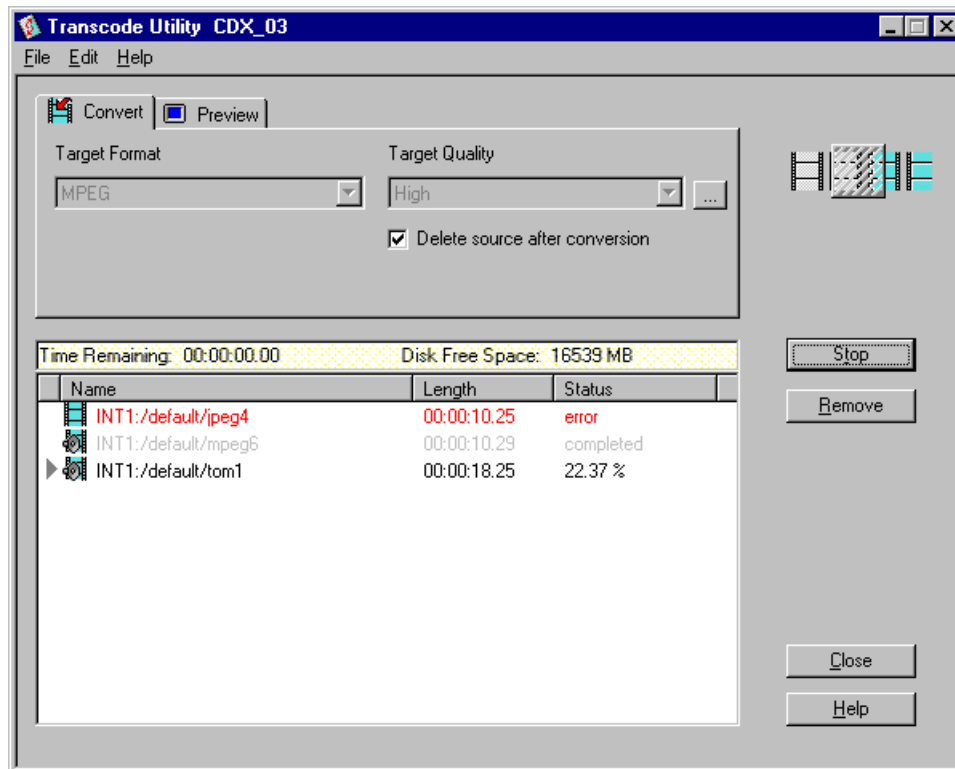 Transcode Utility CDX_03
File Edit Help
Convert Preview
Target Format Target Quality
MPEG High ...
Delete source after conversion
Time Remaining: 00:00:00.00 Disk Free Space: 16539 MB
Stop
Name Length Status
Remove
INT1:/default/jpeg4 00:00:10.25 error
INT1:/default/mpeg6 00:00:10.29 completed
INT1:/default/tom1 00:00:18.25 22.37 %
Close
Help